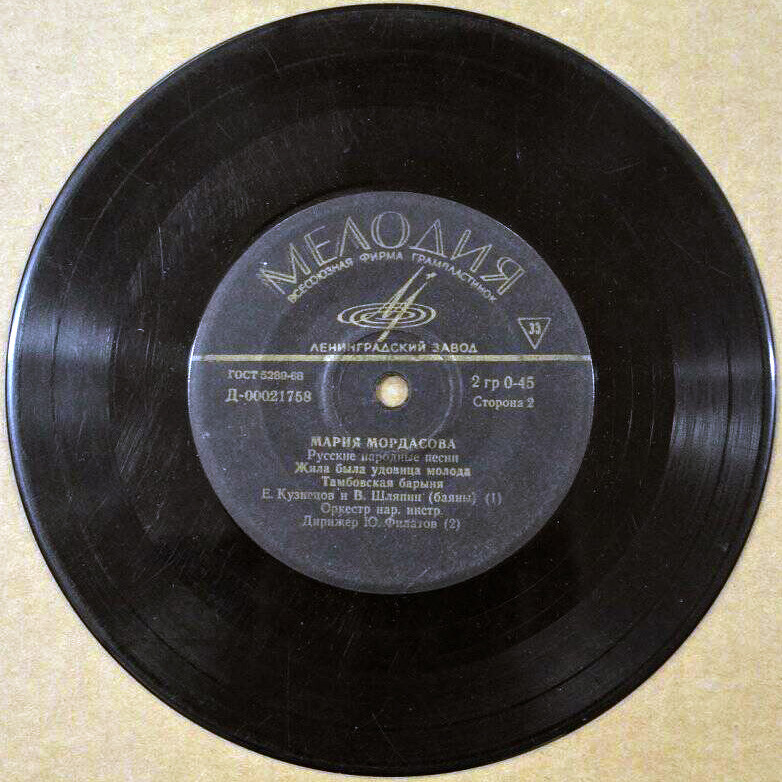 МЕЛОДИЯ
ВСЕСОЮЗНАЯ ФИРМА ГРАМПЛАСТИНОК
33
ЛЕНИНГРАДСКИЙ ЗАВОД
ГОСТ 5289-68
2 гр 0-45
Д-00021758
Сторона 2
МАРИЯ МОРДАСОВА
Русские народные песни
Жила была удовица молода
Тамбовская барыня
Е. Кузнецов и В. Шляпин (баяны) (1)
Оркестр нар. инстр.
Дирижер Ю. Филатов (2)